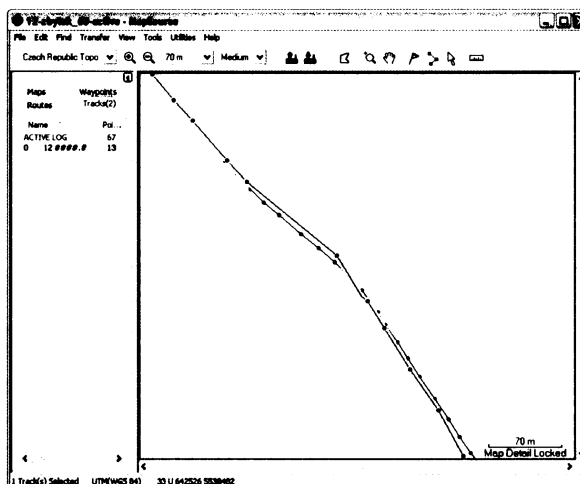 - MapSource
File Edit Find Transfer View Tools Utilities Help
Czech Republic Topo 70 m Medium
Maps Waypoints
Routes Tracks(2)
Name Poi...
ACTIVE LOG 67
0 12 ####.# 13
70 m
Map Detail Locked
1 Track(s) Selected UTM(WGS 84) 33 U 642526 5538482